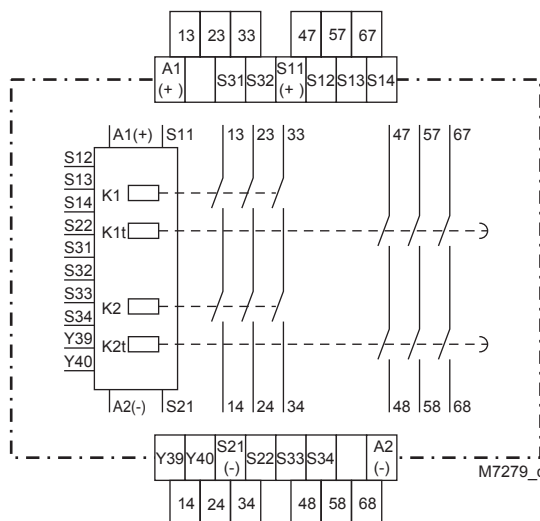 13 23 33 47 57 67
A1 (+) S31 S32 S11 (+) S12 S13 S14
A1(+) S11 13 23 33 47 57 67
S12
S13
S14
S22
S31
S32
S33
S34
Y39
Y40
K1
K1t
K2
K2t
A2(-) S21 14 24 34 48 58 68
Y39 Y40 S21 (-) S22 S33 S34 A2 (-)
M7279_
14 24 34 48 58 68